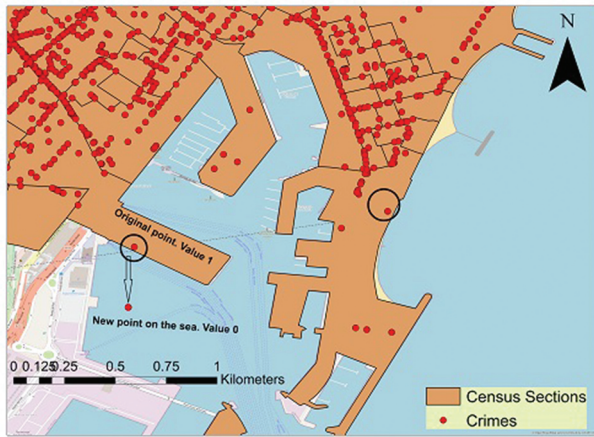 N
Original point. Value 1
New point on the sea. Value 0
0 0.125 0.25 0.5 0.75 1
Kilometers
Census Sections
Crimes